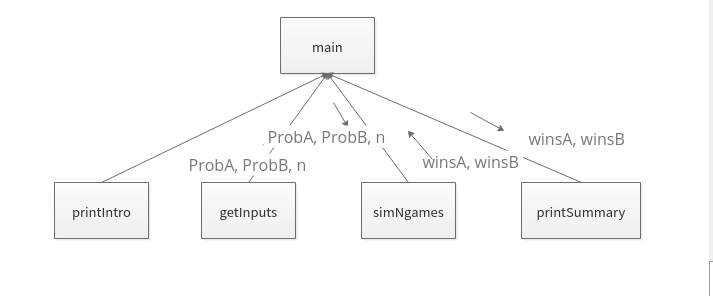 main
ProbA, ProbB, n
winsA, winsB
ProbA, ProbB, n
winsA, winsB
printIntro
getInputs
simNgames
printSummary